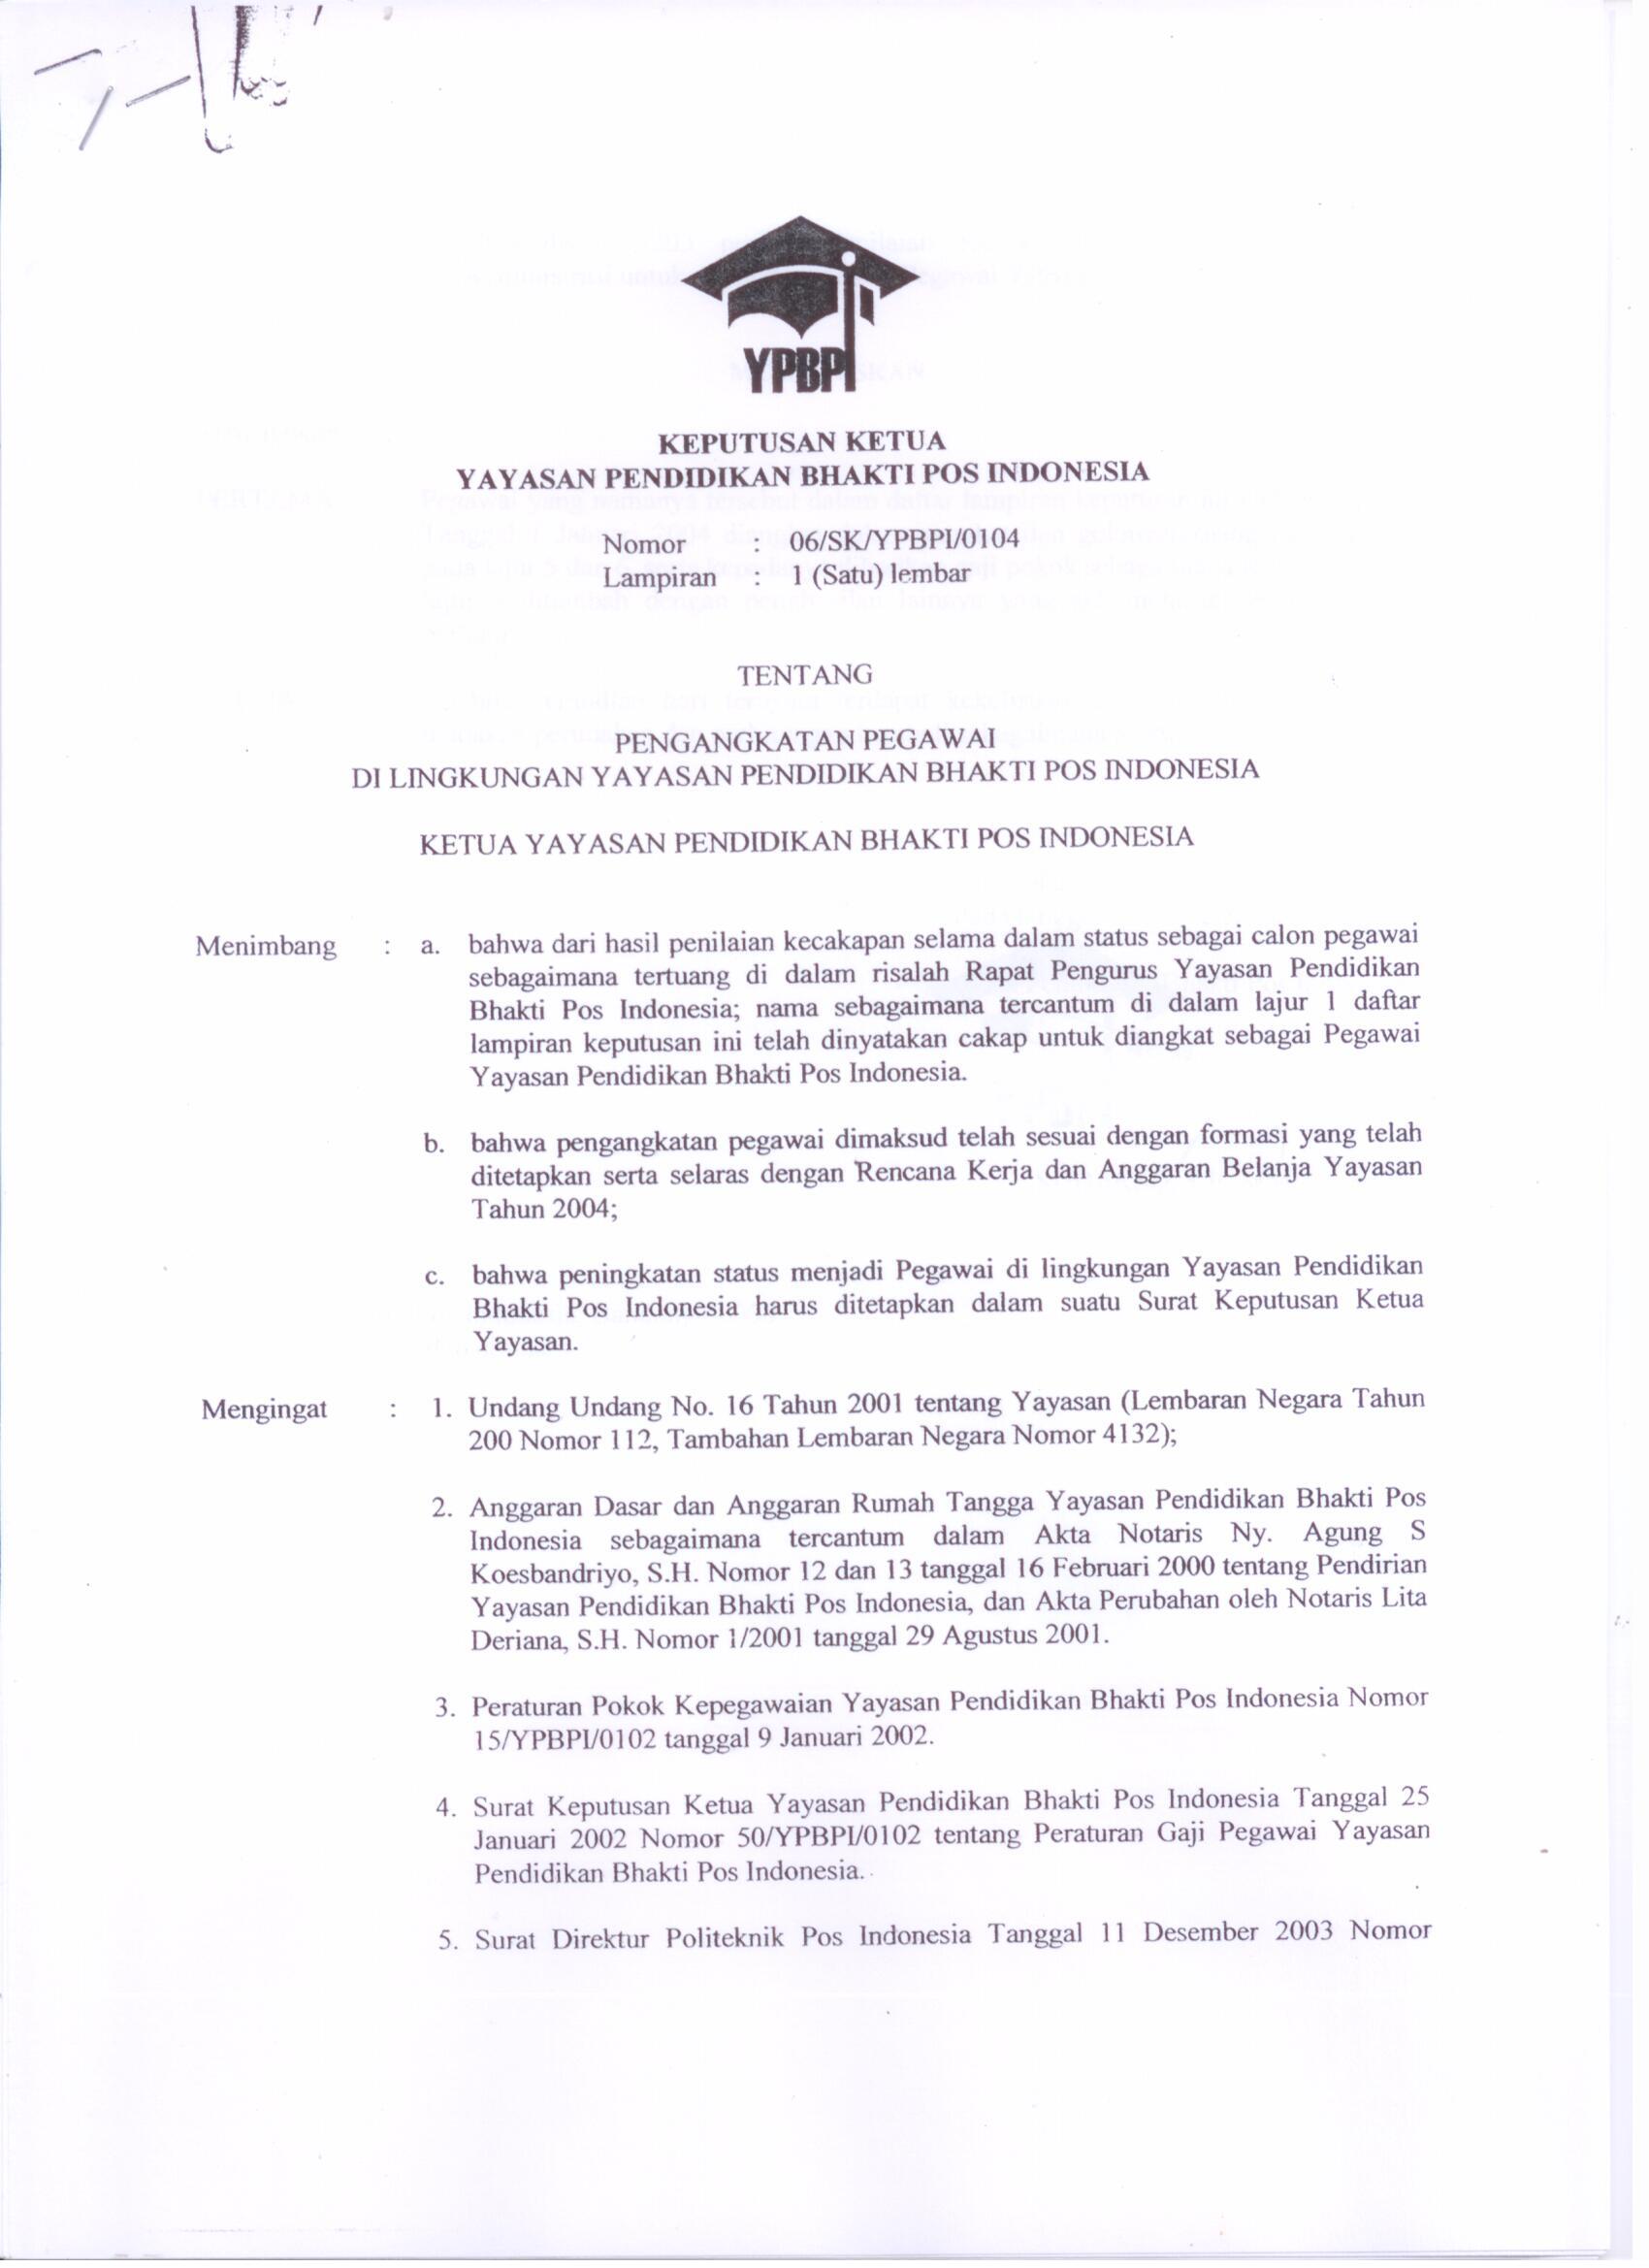 YPBPI
KEPUTUSAN KETUA
YAYASAN PENDIDIKAN BHAKTI POS INDONESIA
Nomor : 06/SK/YPBPI/0104
Lampiran : 1 (Satu) lembar
TENTANG
PENGANGKATAN PEGAWAI
DI LINGKUNGAN YAYASAN PENDIDIKAN BHAKTI POS INDONESIA
KETUA YAYASAN PENDIDIKAN BHAKTI POS INDONESIA
Menimbang : a. bahwa dari hasil penilaian kecakapan selama dalam status sebagai calon pegawai
sebagaimana tertuang di dalam risalah Rapat Pengurus Yayasan Pendidikan
Bhakti Pos Indonesia; nama sebagaimana tercantum di dalam lajur 1 daftar
lampiran keputusan ini telah dinyatakan cakap untuk diangkat sebagai Pegawai
Yayasan Pendidikan Bhakti Pos Indonesia.
b. bahwa pengangkatan pegawai dimaksud telah sesuai dengan formasi yang telah
ditetapkan serta selaras dengan Rencana Kerja dan Anggaran Belanja Yayasan
Tahun 2004;
c. bahwa peningkatan status menjadi Pegawai di lingkungan Yayasan Pendidikan
Bhakti Pos Indonesia harus ditetapkan dalam suatu Surat Keputusan Ketua
Yayasan.
Mengingat : 1. Undang Undang No. 16 Tahun 2001 tentang Yayasan (Lembaran Negara Tahun
200 Nomor 112, Tambahan Lembaran Negara Nomor 4132);
2. Anggaran Dasar dan Anggaran Rumah Tangga Yayasan Pendidikan Bhakti Pos
Indonesia sebagaimana tercantum dalam Akta Notaris Ny. Agung S
Koesbandriyo, S.H. Nomor 12 dan 13 tanggal 16 Februari 2000 tentang Pendirian
Yayasan Pendidikan Bhakti Pos Indonesia, dan Akta Perubahan oleh Notaris Lita
Deriana, S.H. Nomor 1/2001 tanggal 29 Agustus 2001.
3. Peraturan Pokok Kepegawaian Yayasan Pendidikan Bhakti Pos Indonesia Nomor
15/YPBPI/0102 tanggal 9 Januari 2002.
4. Surat Keputusan Ketua Yayasan Pendidikan Bhakti Pos Indonesia Tanggal 25
Januari 2002 Nomor 50/YPBPI/0102 tentang Peraturan Gaji Pegawai Yayasan
Pendidikan Bhakti Pos Indonesia.
5. Surat Direktur Politeknik Pos Indonesia Tanggal 11 Desember 2003 Nomor